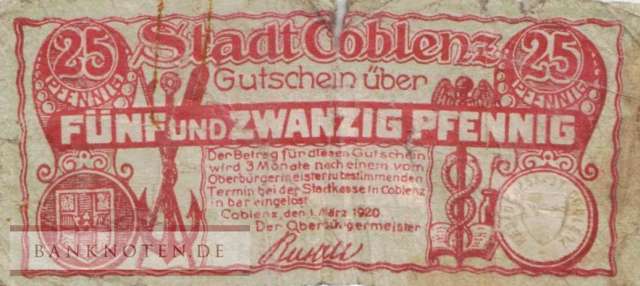 25 PFENNIG
Stadt Coblenz
25 PFENNIG
Gutschein über
FÜNF UND ZWANZIG PFENNIG
Der Betrag für diesen Gutschein
wird 3 Monate nach einem vom
Oberbürgermeister zu bestimmenden
Termin bei der Stadtkasse in Coblenz
in bar eingelöst
Coblenz, den 1. März 1920
Der Oberbürgermeister
BANKNOTEN.DE